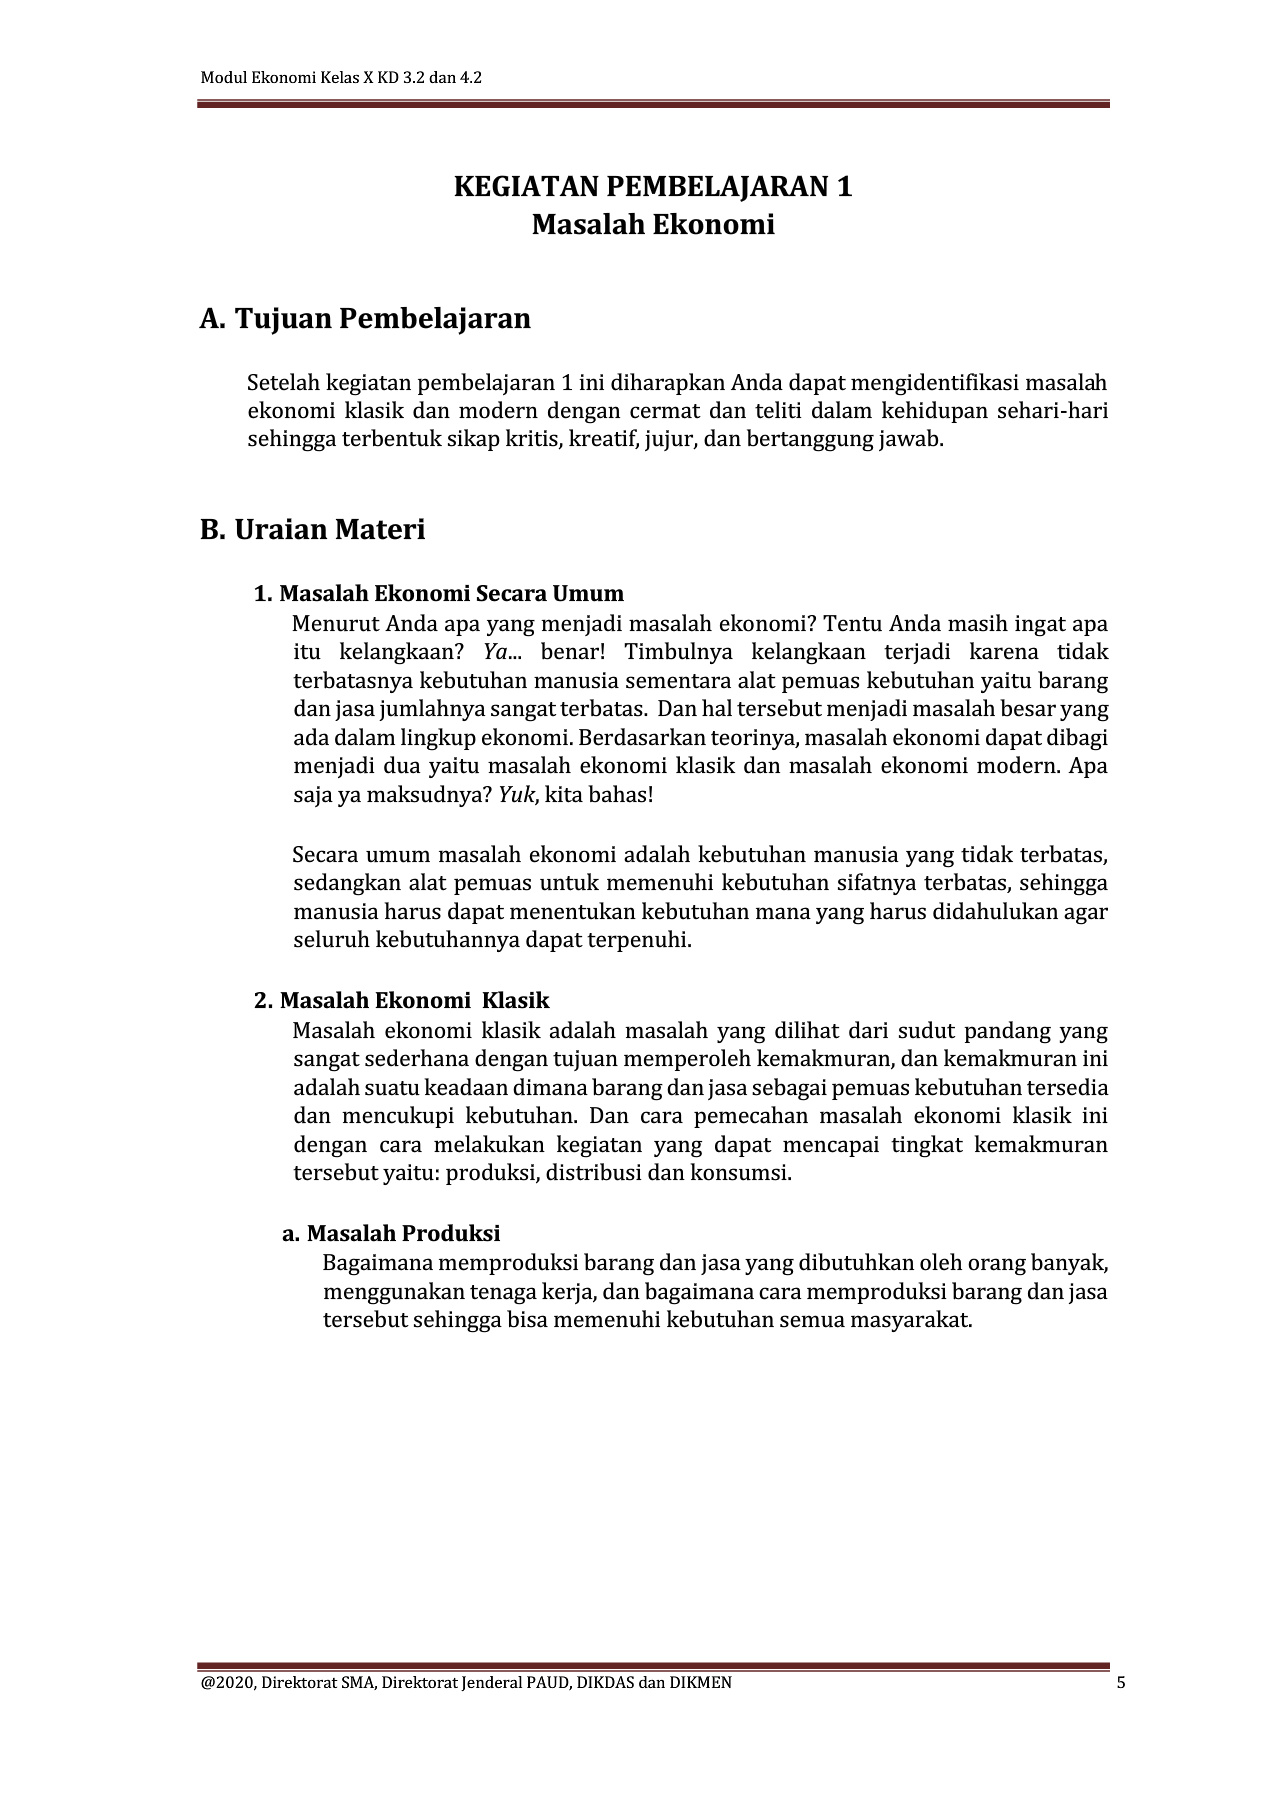 Modul Ekonomi Kelas X KD 3.2 dan 4.2
KEGIATAN PEMBELAJARAN 1
Masalah Ekonomi
A. Tujuan Pembelajaran
Setelah kegiatan pembelajaran 1 ini diharapkan Anda dapat mengidentifikasi masalah
ekonomi klasik dan modern dengan cermat dan teliti dalam kehidupan sehari-hari
sehingga terbentuk sikap kritis, kreatif, jujur, dan bertanggung jawab.
B. Uraian Materi
1. Masalah Ekonomi Secara Umum
Menurut Anda apa yang menjadi masalah ekonomi? Tentu Anda masih ingat apa
itu kelangkaan? Ya... benar! Timbulnya kelangkaan terjadi karena tidak
terbatasnya kebutuhan manusia sementara alat pemuas kebutuhan yaitu barang
dan jasa jumlahnya sangat terbatas. Dan hal tersebut menjadi masalah besar yang
ada dalam lingkup ekonomi. Berdasarkan teorinya, masalah ekonomi dapat dibagi
menjadi dua yaitu masalah ekonomi klasik dan masalah ekonomi modern. Apa
saja ya maksudnya? Yuk, kita bahas!
Secara umum masalah ekonomi adalah kebutuhan manusia yang tidak terbatas,
sedangkan alat pemuas untuk memenuhi kebutuhan sifatnya terbatas, sehingga
manusia harus dapat menentukan kebutuhan mana yang harus didahulukan agar
seluruh kebutuhannya dapat terpenuhi.
2. Masalah Ekonomi Klasik
Masalah ekonomi klasik adalah masalah yang dilihat dari sudut pandang yang
sangat sederhana dengan tujuan memperoleh kemakmuran, dan kemakmuran ini
adalah suatu keadaan dimana barang dan jasa sebagai pemuas kebutuhan tersedia
dan mencukupi kebutuhan. Dan cara pemecahan masalah ekonomi klasik ini
dengan cara melakukan kegiatan yang dapat mencapai tingkat kemakmuran
tersebut yaitu: produksi, distribusi dan konsumsi.
a. Masalah Produksi
Bagaimana memproduksi barang dan jasa yang dibutuhkan oleh orang banyak,
menggunakan tenaga kerja, dan bagaimana cara memproduksi barang dan jasa
tersebut sehingga bisa memenuhi kebutuhan semua masyarakat.
@2020, Direktorat SMA, Direktorat Jenderal PAUD, DIKDAS dan DIKMEN 5